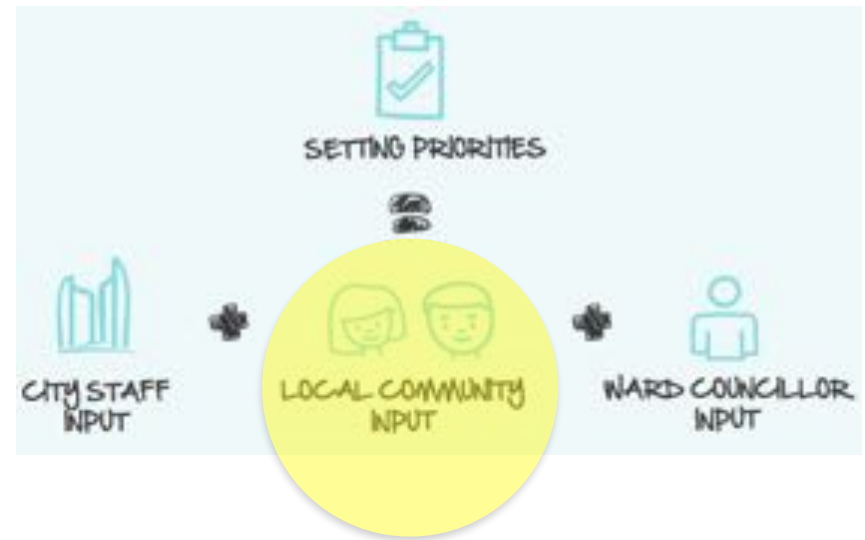 SETTING PRIORITIES
=
CITY STAFF
INPUT
+
LOCAL COMMUNITY
INPUT
+
WARD COUNCILLOR
INPUT